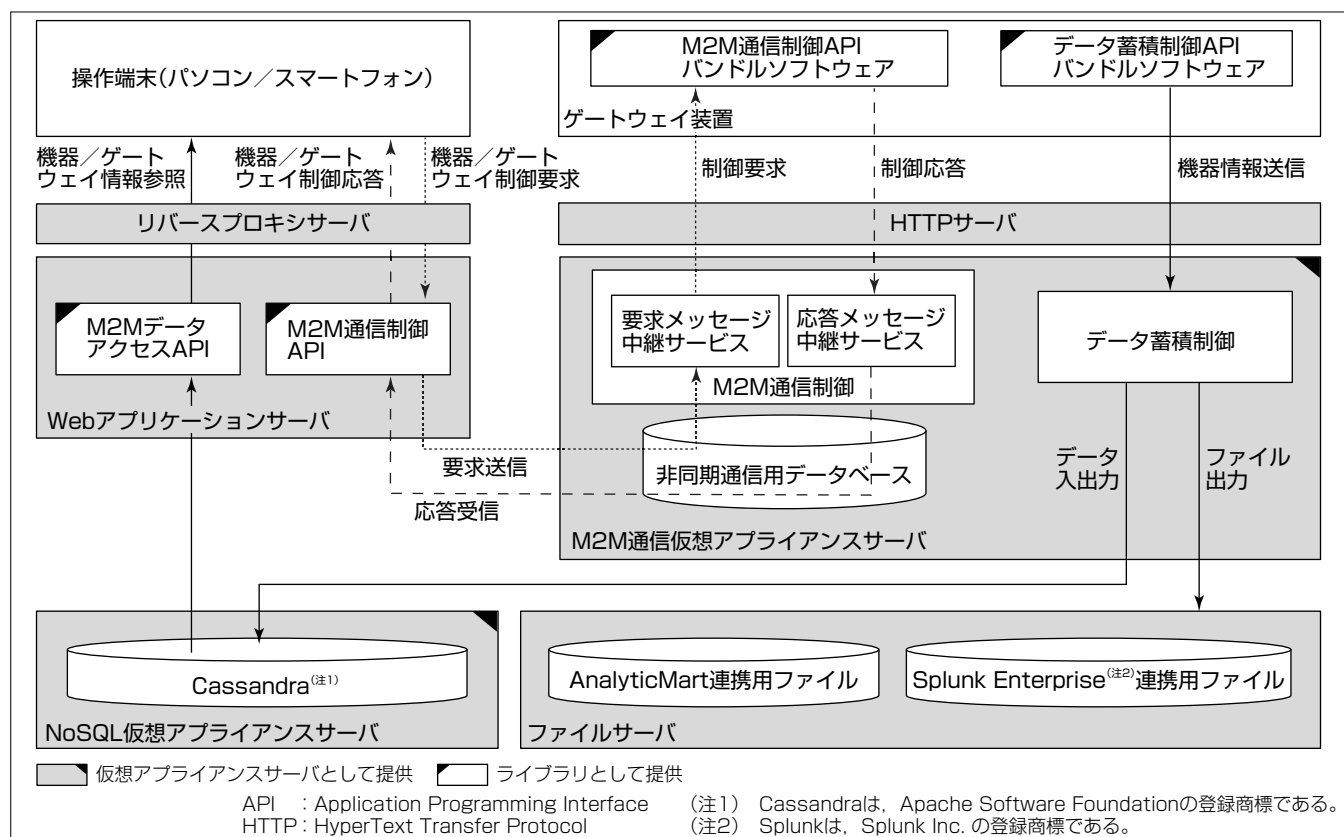 操作端末(パソコン／スマートフォン)
M2M通信制御API
バンドルソフトウェア
データ蓄積制御API
バンドルソフトウェア
ゲートウェイ装置
機器／ゲート
ウェイ情報参照
機器／ゲート
ウェイ制御応答
機器／ゲート
ウェイ制御要求
制御要求
制御応答
機器情報送信
リバースプロキシサーバ
HTTPサーバ
M2Mデータ
アクセスAPI
M2M通信制御
API
Webアプリケーションサーバ
要求メッセージ
中継サービス
応答メッセージ
中継サービス
M2M通信制御
データ蓄積制御
要求送信
応答受信
非同期通信用データベース
データ
入出力
ファイル
出力
M2M通信仮想アプライアンスサーバ
Cassandra(注1)
NoSQL仮想アプライアンスサーバ
AnalyticMart連携用ファイル
Splunk Enterprise(注2)連携用ファイル
ファイルサーバ
仮想アプライアンスサーバとして提供
ライブラリとして提供
API ：Application Programming Interface
(注1) Cassandraは，Apache Software Foundationの登録商標である。
HTTP：HyperText Transfer Protocol
(注2) Splunkは，Splunk Inc. の登録商標である。